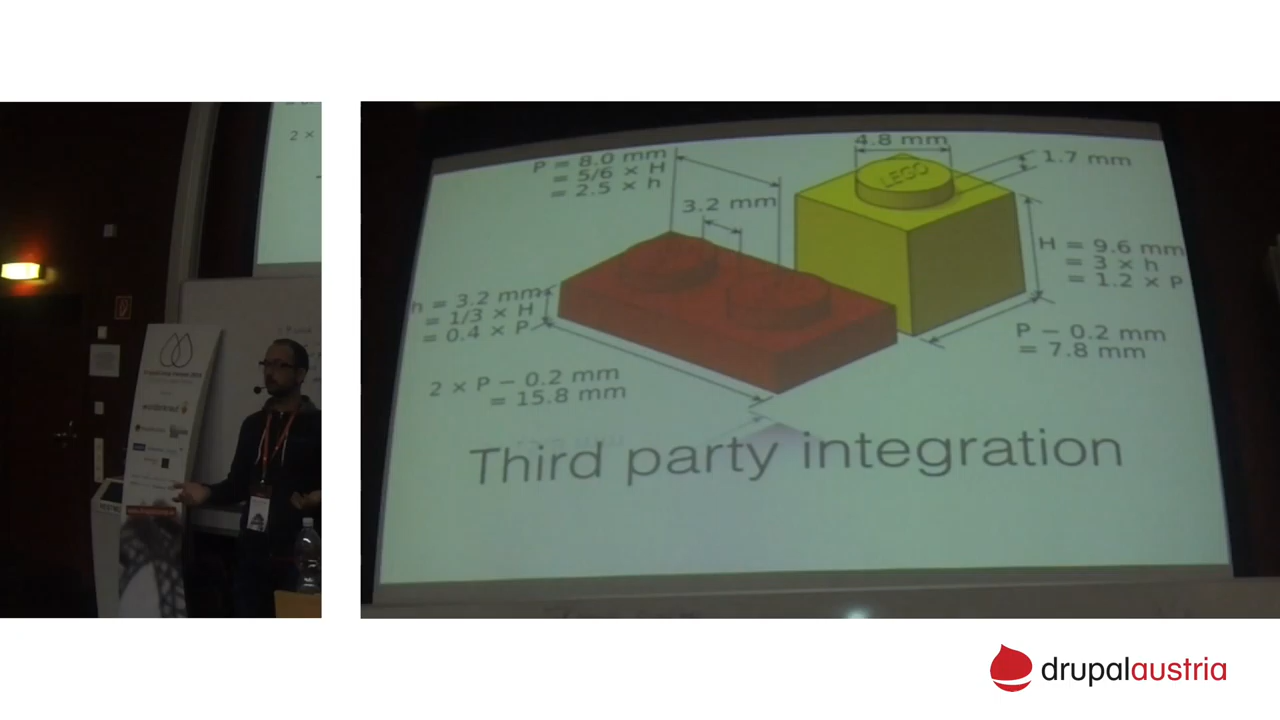 2 ×
P = 8.0 mm
= 5/6 × H
= 2.5 × h
4.8 mm
1.7 mm
LEGO
3.2 mm
H = 9.6 mm
= 3 × h
= 1.2 × P
h = 3.2 mm
= 1/3 × H
= 0.4 × P
P − 0.2 mm
= 7.8 mm
2 × P − 0.2 mm
= 15.8 mm
Third party integration
drupalaustria